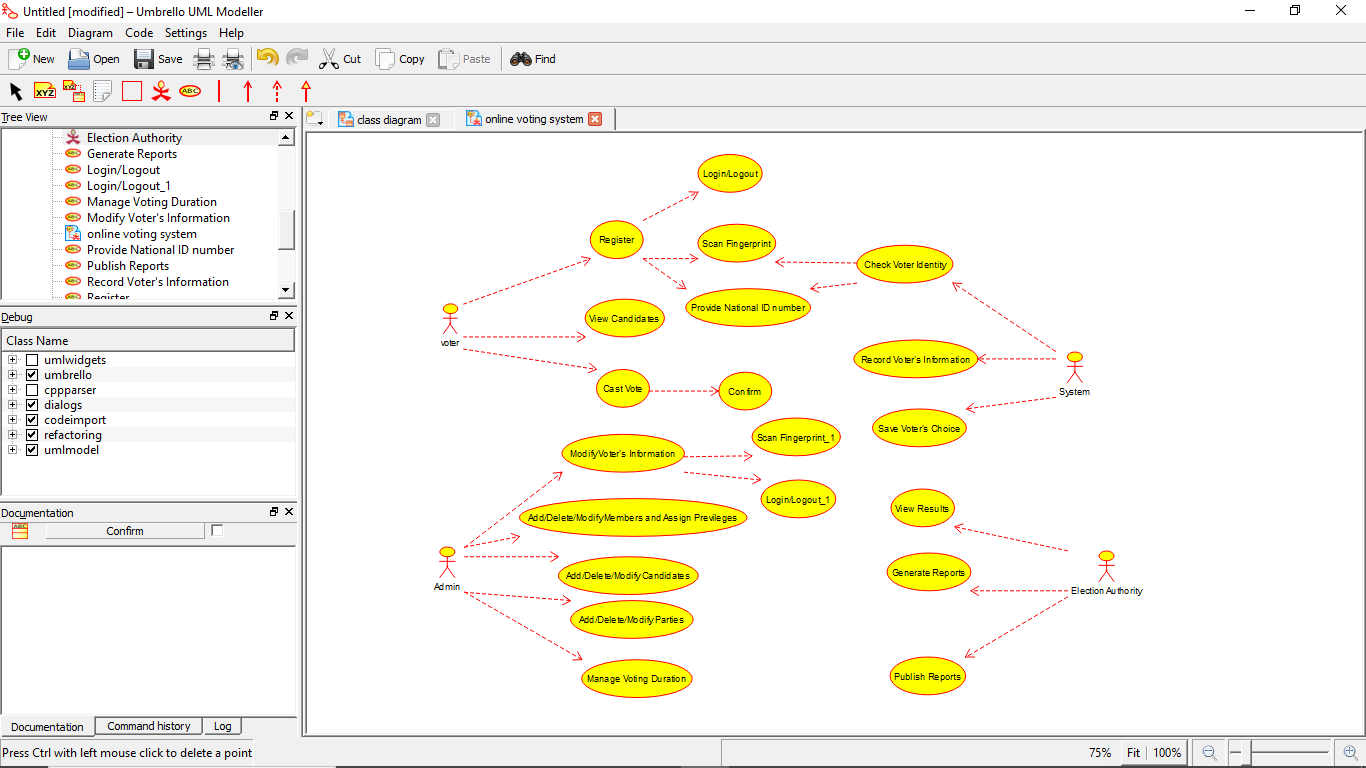 Untitled [modified] – Umbrello UML Modeller
File Edit Diagram Code Settings Help
New Open Save Cut Copy Paste Find
XYZ XYZ ABC
Tree View
class diagram
online voting system
Election Authority
Generate Reports
Login/Logout
Login/Logout_1
Manage Voting Duration
Modify Voter's Information
online voting system
Provide National ID number
Publish Reports
Record Voter's Information
Register
Debug
Class Name
umlwidgets
umbrello
cppparser
dialogs
codeimport
refactoring
umlmodel
Documentation
Confirm
Documentation Command history Log
Login/Logout
Register
Scan Fingerprint
Check Voter Identity
Provide National ID number
View Candidates
voter
Record Voter's Information
System
Cast Vote
Confirm
Save Voter's Choice
Scan Fingerprint_1
ModifyVoter's Information
Login/Logout_1
View Results
Add/Delete/ModifyMembers and Assign Previleges
Add/Delete/ModifyCandidates
Generate Reports
Admin
Election Authority
Add/Delete/ModifyParties
Manage Voting Duration
Publish Reports
Press Ctrl with left mouse click to delete a point
75% Fit 100%